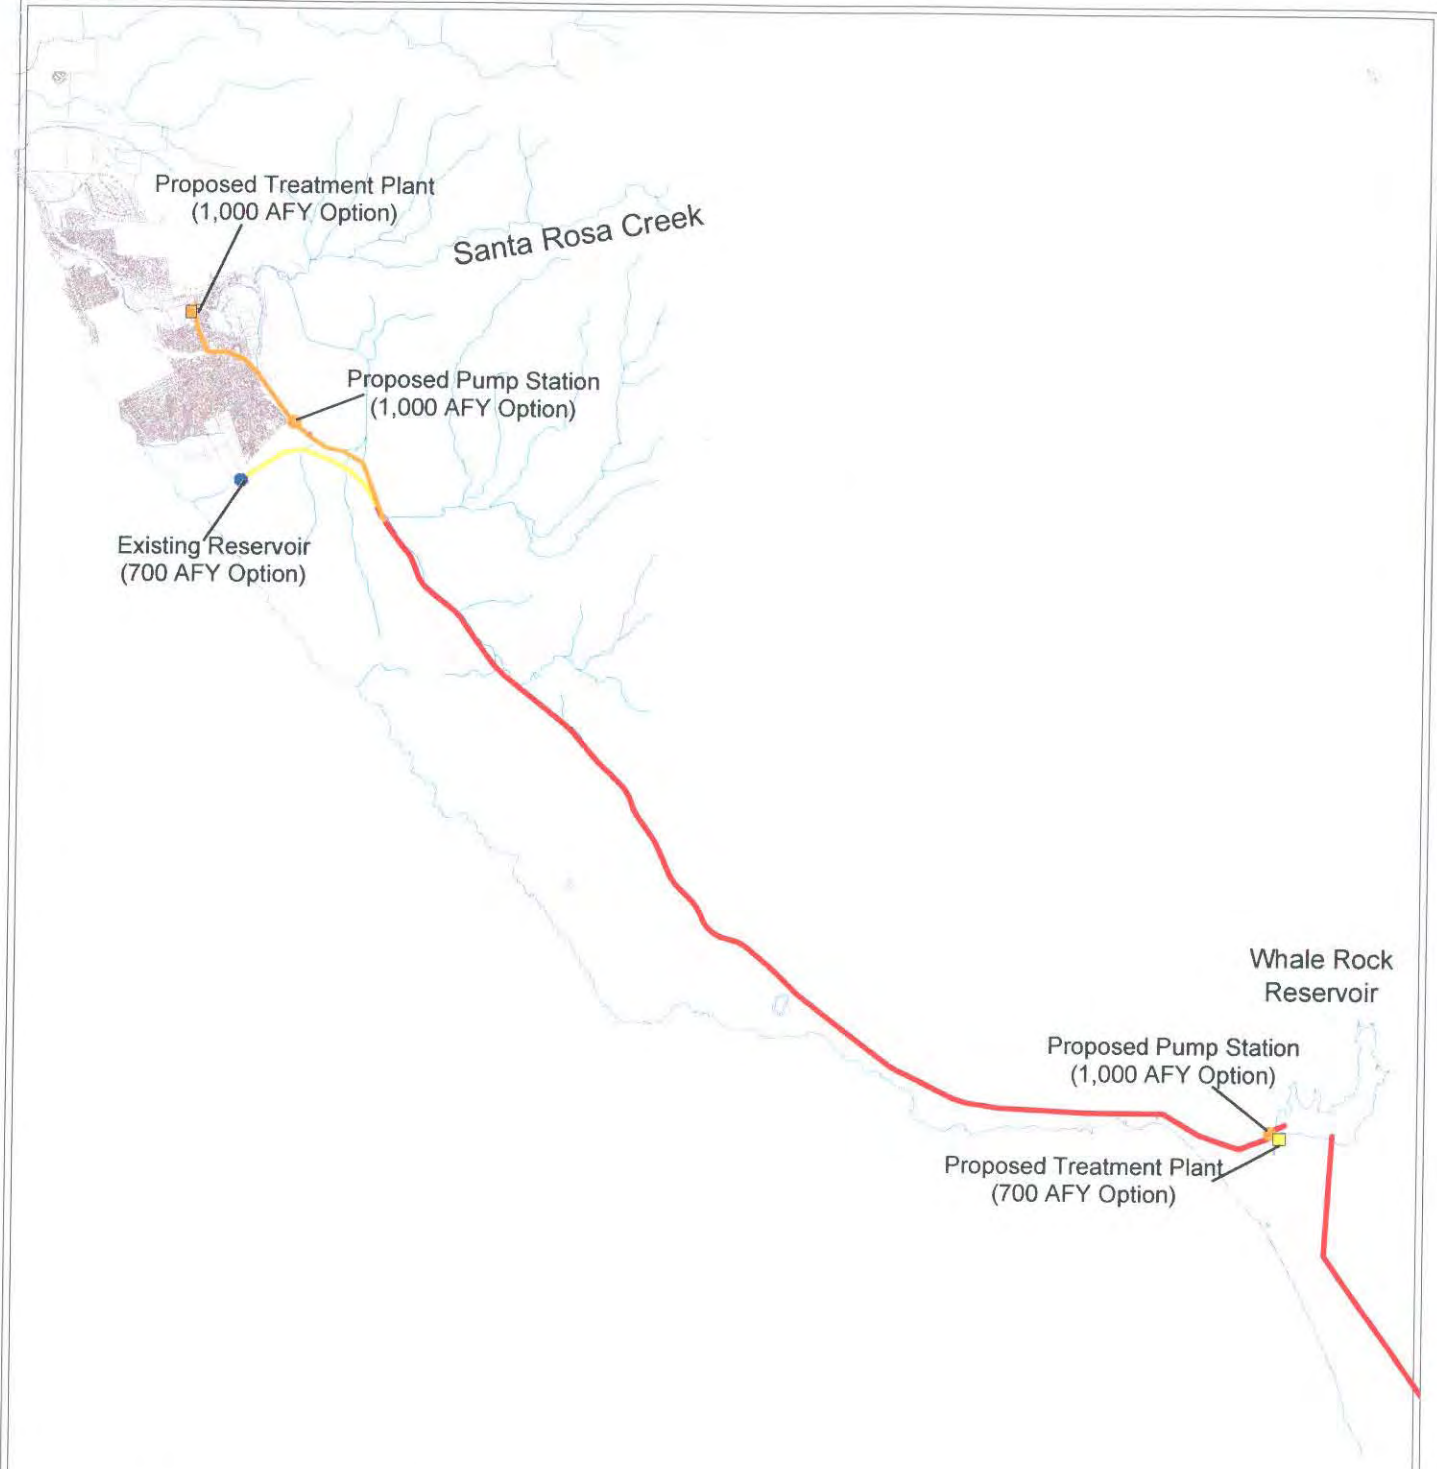 Proposed Treatment Plant
(1,000 AFY Option)
Santa Rosa Creek
Proposed Pump Station
(1,000 AFY Option)
Existing Reservoir
(700 AFY Option)
Whale Rock
Reservoir
Proposed Pump Station
(1,000 AFY Option)
Proposed Treatment Plant
(700 AFY Option)